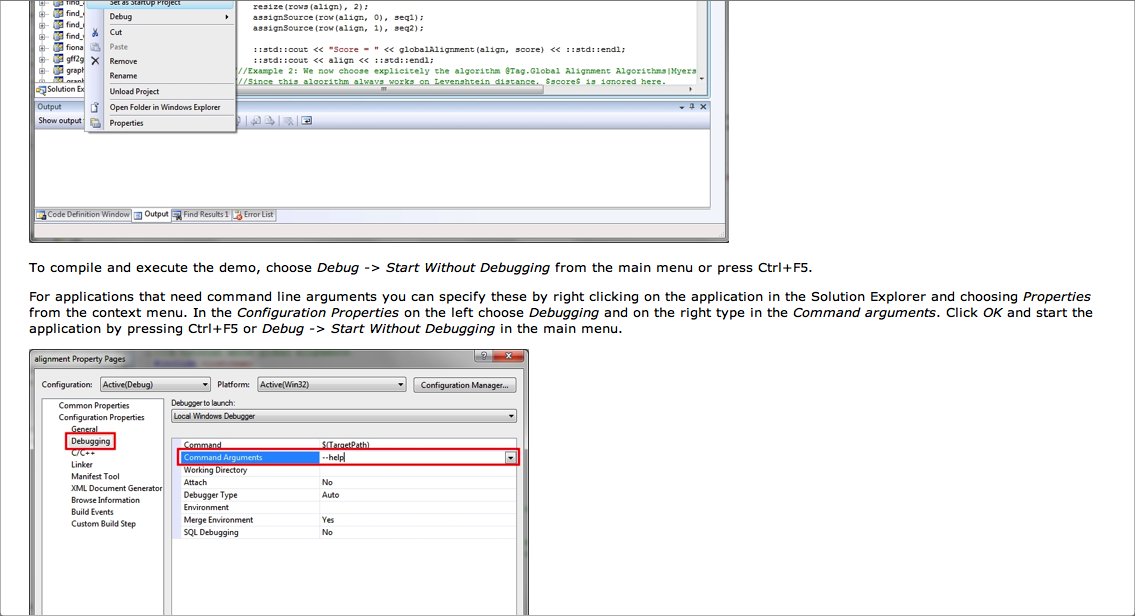 Set as StartUp Project
resize(rows(align), 2);
find_
Debug
assignSource(row(align, 0), seq1);
find_
Cut
assignSource(row(align, 1), seq2);
find_
Paste
fiona
Remove
::std::cout << "Score = " << globalAlignment(align, score) << ::std::endl;
gff2g
Rename
::std::cout << align << ::std::endl;
graph
//Example 2: We now choose explicitely the algorithm @Tag.Global Alignment Algorithms|Myers
Unload Project
//Since this algorithm always works on Levenshtein distance, $score$ is ignored here.
Solution Ex
Output
Open Folder in Windows Explorer
Show output
Properties
Code Definition Window Output Find Results 1 Error List
To compile and execute the demo, choose Debug -> Start Without Debugging from the main menu or press Ctrl+F5.
For applications that need command line arguments you can specify these by right clicking on the application in the Solution Explorer and choosing Properties
from the context menu. In the Configuration Properties on the left choose Debugging and on the right type in the Command arguments. Click OK and start the
application by pressing Ctrl+F5 or Debug -> Start Without Debugging in the main menu.
alignment Property Pages
Configuration: Active(Debug) Platform: Active(Win32) Configuration Manager...
Common Properties
Configuration Properties
General
Debugging
C/C++
Linker
Manifest Tool
XML Document Generator
Browse Information
Build Events
Custom Build Step
Debugger to launch:
Local Windows Debugger
Command $(TargetPath)
Command Arguments --help
Working Directory
Attach No
Debugger Type Auto
Environment
Merge Environment Yes
SQL Debugging No